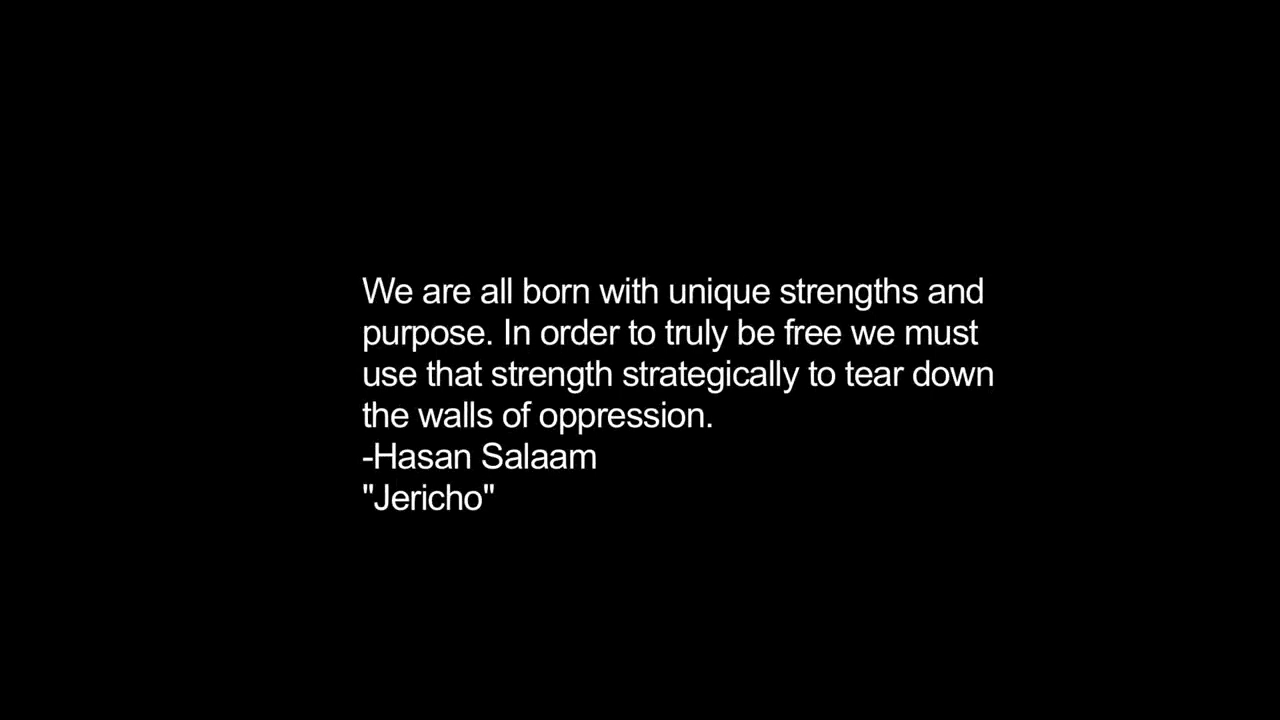 We are all born with unique strengths and
purpose. In order to truly be free we must
use that strength strategically to tear down
the walls of oppression.
-Hasan Salaam
"Jericho"